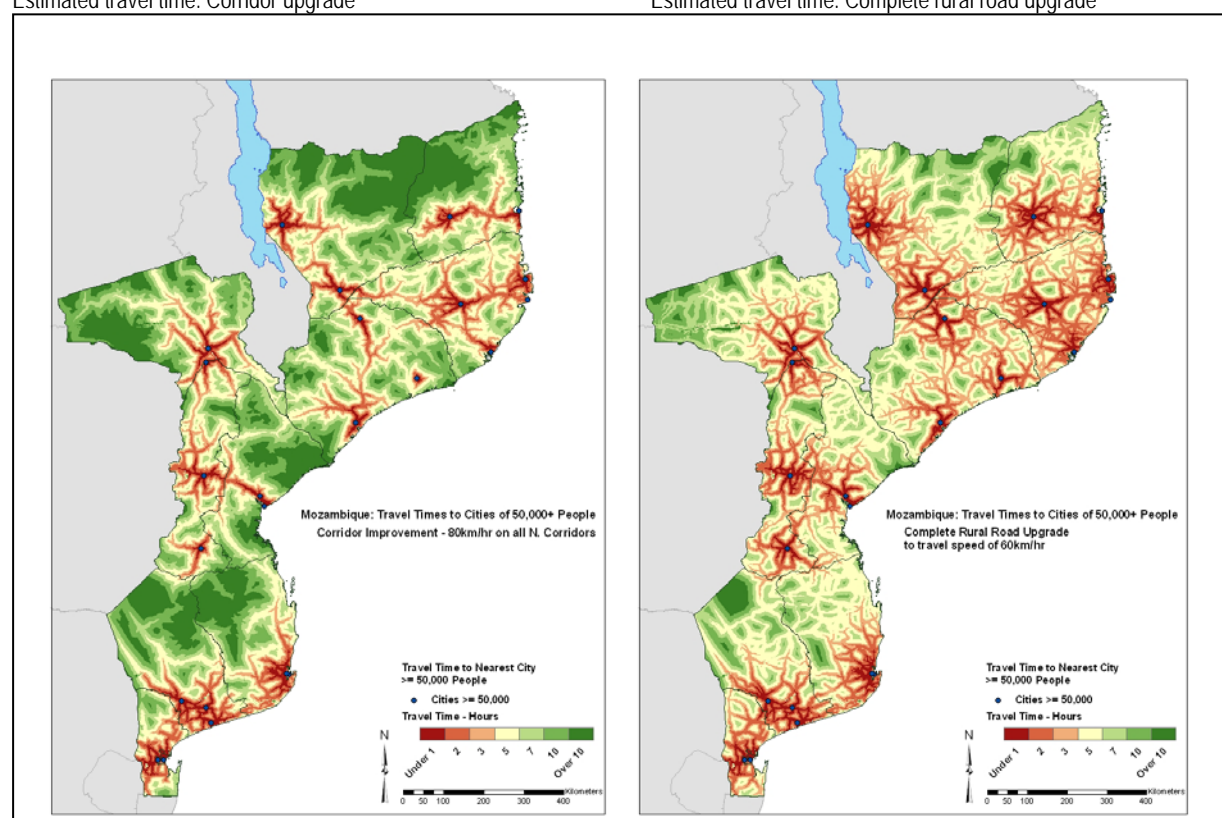 Estimated travel time: Corridor upgrade
Estimated travel time: Complete rural road upgrade
Mozambique: Travel Times to Cities of 50,000+ People
Corridor Improvement - 80km/hr on all N. Corridors
Travel Time to Nearest City
>= 50,000 People
Cities >= 50,000
Travel Time - Hours
N
Under 1
2
3
5
7
10
Over 10
Kilometers
0 50 100 200 300 400
Mozambique: Travel Times to Cities of 50,000+ People
Complete Rural Road Upgrade
to travel speed of 60km/hr
Travel Time to Nearest City
>= 50,000 People
Cities >= 50,000
Travel Time - Hours
N
Under 1
2
3
5
7
10
Over 10
Kilometers
0 50 100 200 300 400